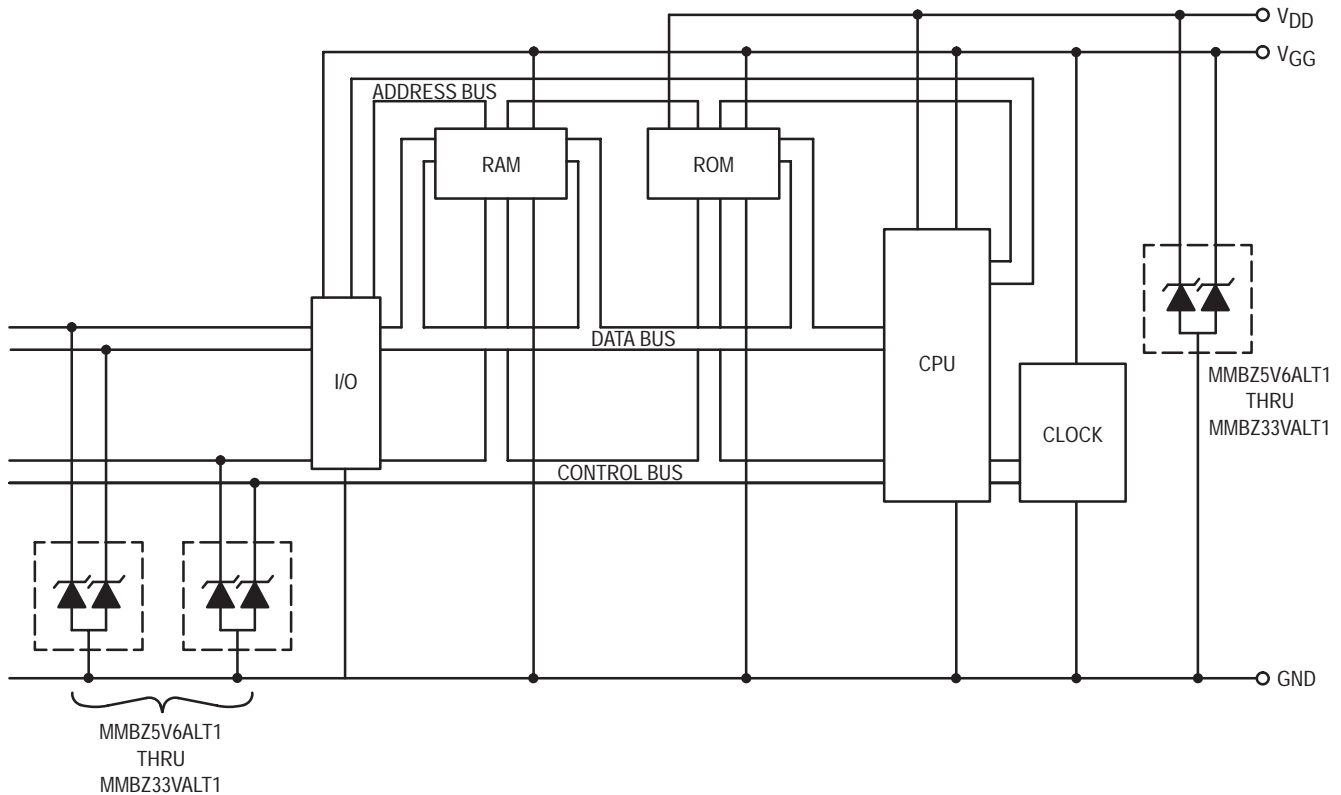 VDD
VGG
ADDRESS BUS
RAM
ROM
DATA BUS
I/O
CPU
MMBZ5V6ALT1
THRU
MMBZ33VALT1
CLOCK
CONTROL BUS
GND
MMBZ5V6ALT1
THRU
MMBZ33VALT1